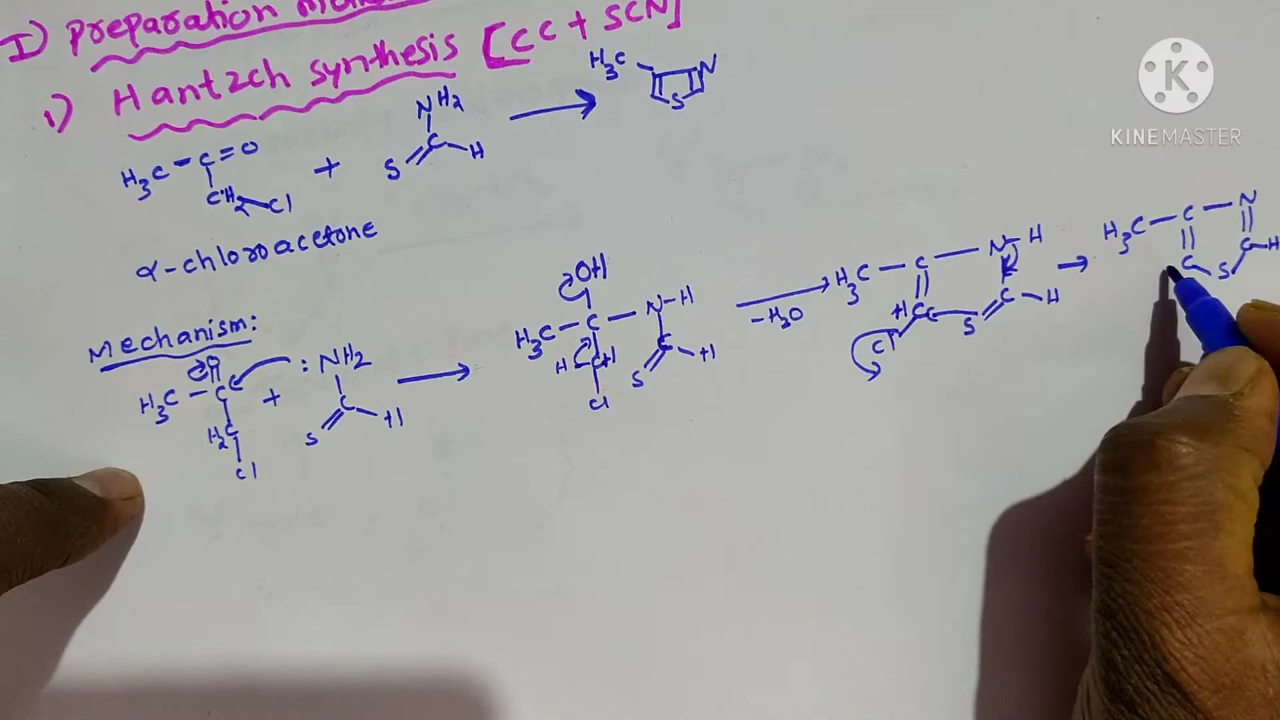 I) Preparation
1) Hantzch synthesis [CC + SCN]
H3C-C=O
CH2-Cl
+
NH2
S=C-H
→
H3C
N
S
α-chloroacetone
Mechanism:
H3C-C=O
H2C
Cl
+
:NH2
S=C-H
→
OH
H3C-C-N-H
H-C-H
Cl
S=C-H
-H2O
H3C-C-N-H
H C
Cl
S=C-H
→
H3C-C-N
C-S-C-H
K
KINEMASTER